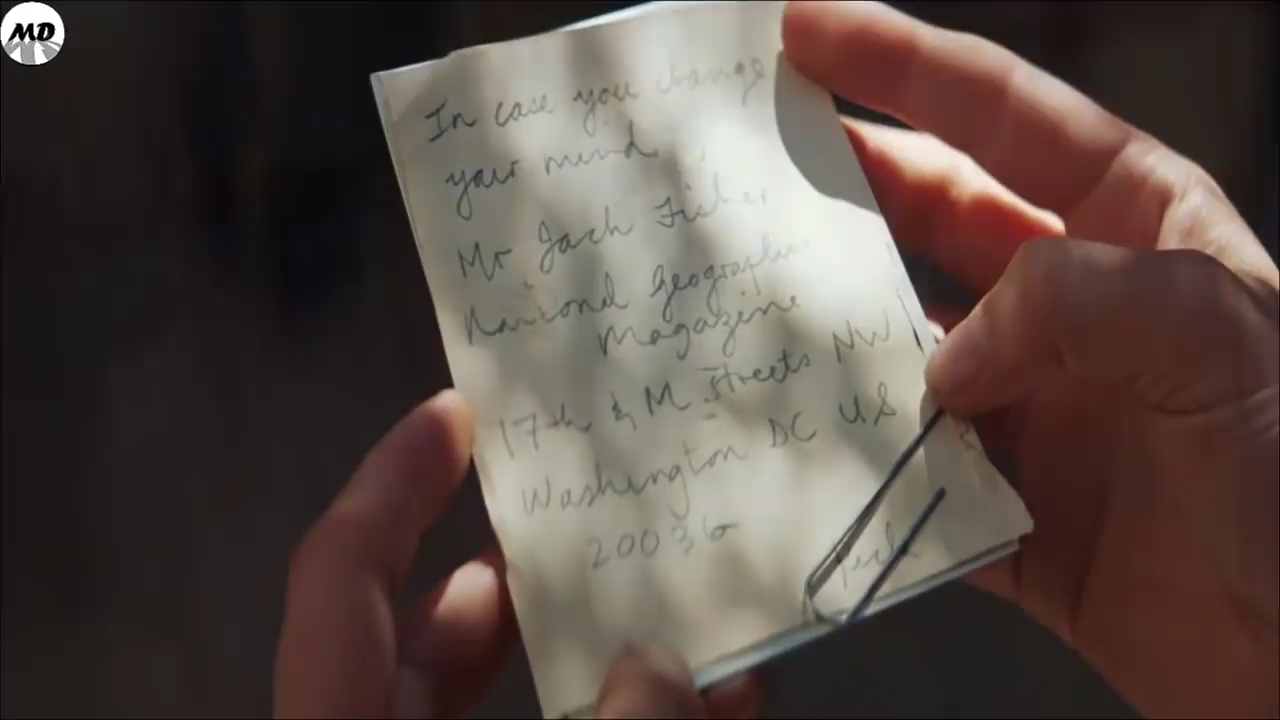 MD
In case you change
your mind
Mr Jack Fisher
National Geographic
Magazine
17th & M Streets NW
Washington DC US
20036